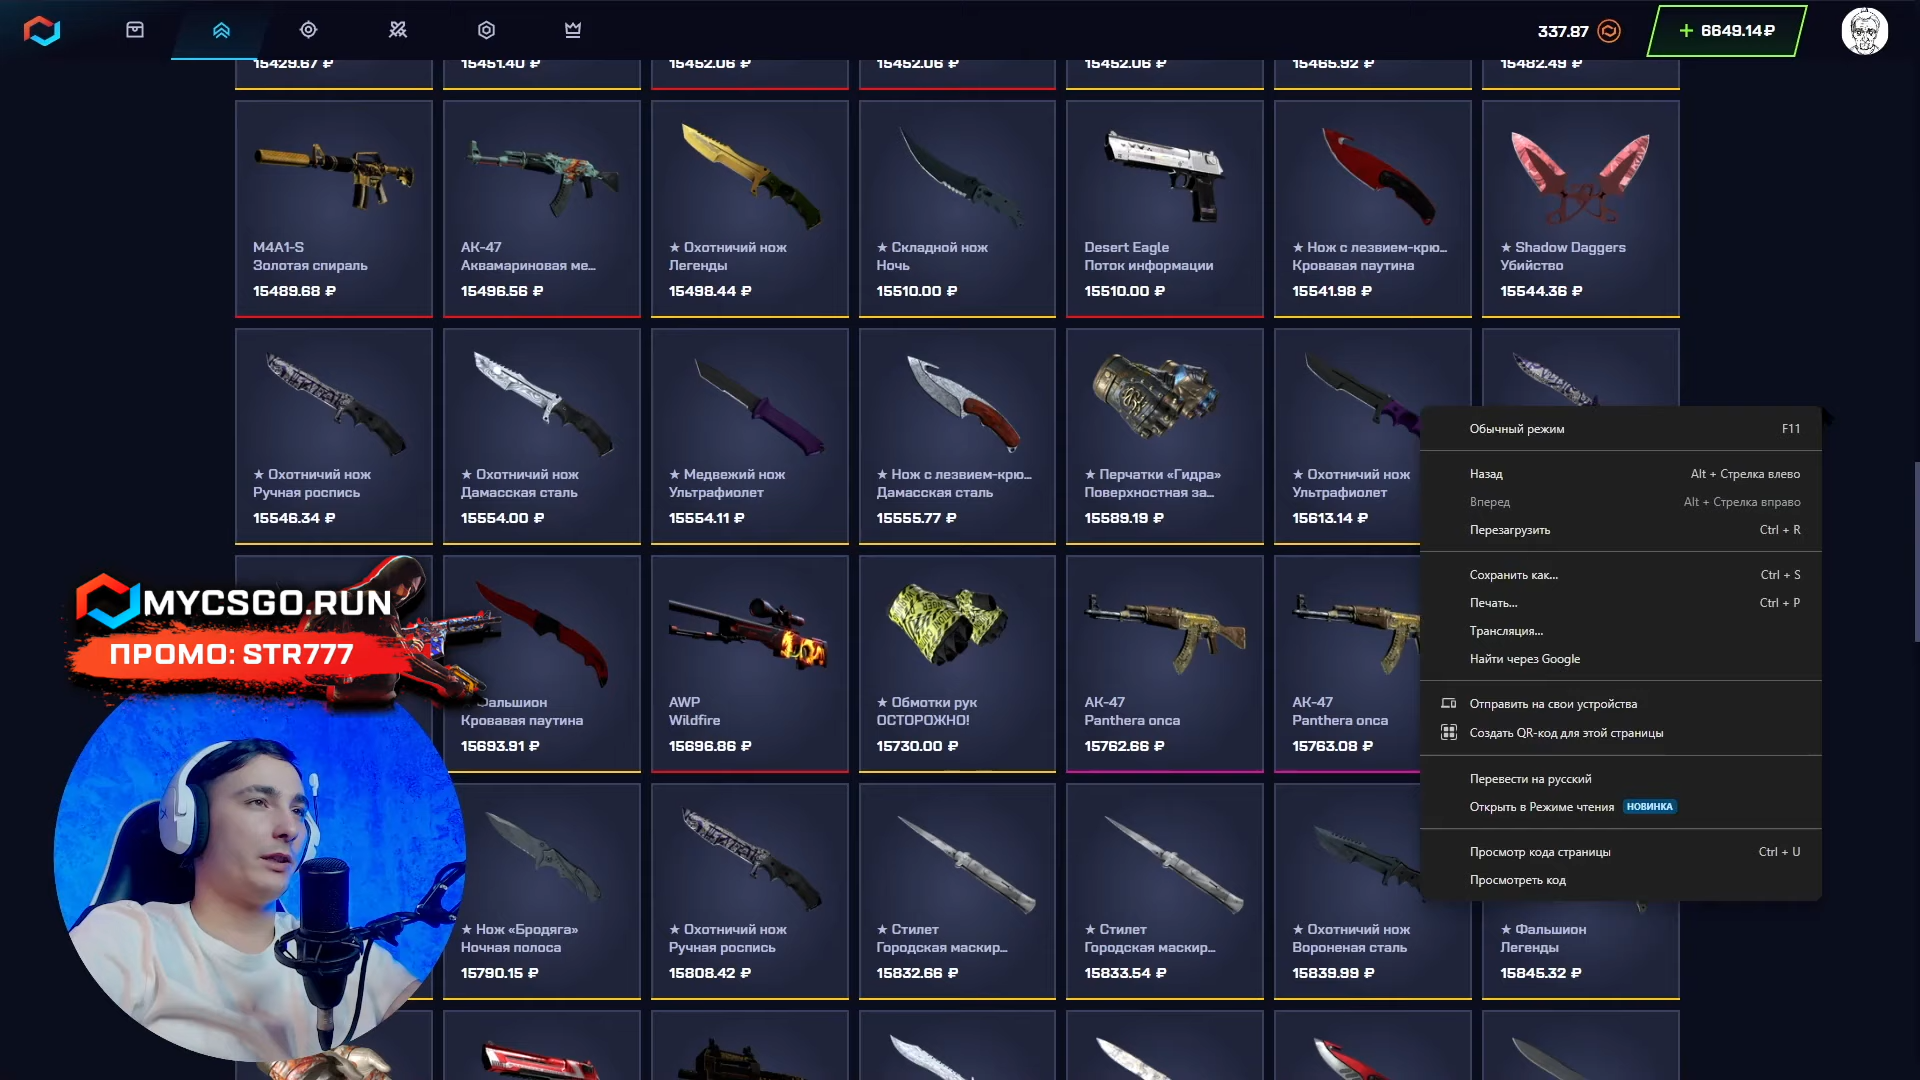 337.87
+ 6649.14₽
15429.67 ₽
15451.40 ₽
15452.06 ₽
15452.06 ₽
15452.06 ₽
15465.92 ₽
15482.49 ₽
M4A1-S
Золотая спираль
15489.68 ₽
AK-47
Аквамариновая ме...
15496.56 ₽
★ Охотничий нож
Легенды
15498.44 ₽
★ Складной нож
Ночь
15510.00 ₽
Desert Eagle
Поток информации
15510.00 ₽
★ Нож с лезвием-крю...
Кровавая паутина
15541.98 ₽
★ Shadow Daggers
Убийство
15544.36 ₽
★ Охотничий нож
Ручная роспись
15546.34 ₽
★ Охотничий нож
Дамасская сталь
15554.00 ₽
★ Медвежий нож
Ультрафиолет
15554.11 ₽
★ Нож с лезвием-крю...
Дамасская сталь
15555.77 ₽
★ Перчатки «Гидра»
Поверхностная за...
15589.19 ₽
★ Охотничий нож
Ультрафиолет
15613.14 ₽
Обычный режим F11
Назад Alt + Стрелка влево
Вперед Alt + Стрелка вправо
Перезагрузить Ctrl + R
Сохранить как... Ctrl + S
Печать... Ctrl + P
Трансляция...
Найти через Google
Отправить на свои устройства
Создать QR-код для этой страницы
Перевести на русский
Открыть в Режиме чтения НОВИНКА
Просмотр кода страницы Ctrl + U
Просмотреть код
MYCSGO.RUN
ПРОМО: STR777
Фальшион
Кровавая паутина
15693.91 ₽
AWP
Wildfire
15696.86 ₽
★ Обмотки рук
ОСТОРОЖНО!
15730.00 ₽
AK-47
Panthera onca
15762.66 ₽
AK-47
Panthera onca
15763.08 ₽
★ Нож «Бродяга»
Ночная полоса
15790.15 ₽
★ Охотничий нож
Ручная роспись
15808.42 ₽
★ Стилет
Городская маскир...
15832.66 ₽
★ Стилет
Городская маскир...
15833.54 ₽
★ Охотничий нож
Вороненая сталь
15839.99 ₽
★ Фальшион
Легенды
15845.32 ₽